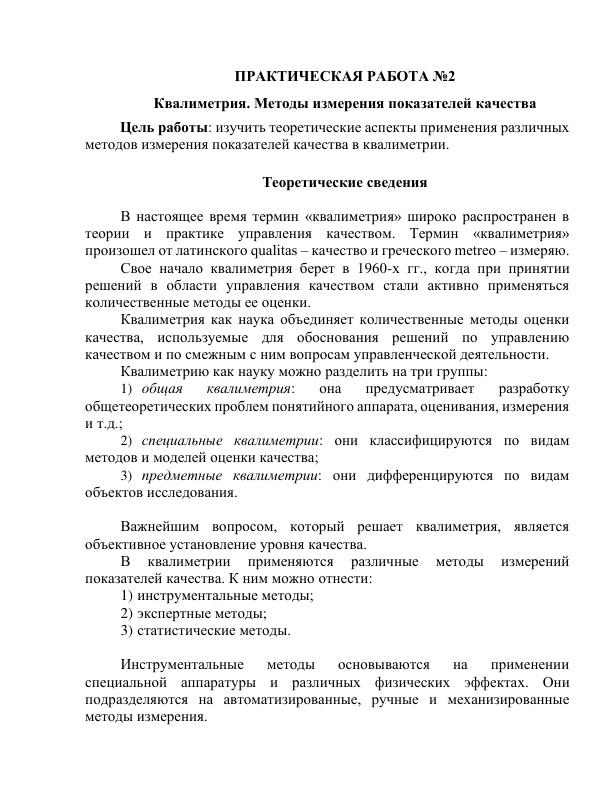 ПРАКТИЧЕСКАЯ РАБОТА №2
Квалиметрия. Методы измерения показателей качества
Цель работы: изучить теоретические аспекты применения различных
методов измерения показателей качества в квалиметрии.
Теоретические сведения
В настоящее время термин «квалиметрия» широко распространен в
теории и практике управления качеством. Термин «квалиметрия»
произошел от латинского qualitas – качество и греческого metreo – измеряю.
Свое начало квалиметрия берет в 1960-х гг., когда при принятии
решений в области управления качеством стали активно применяться
количественные методы ее оценки.
Квалиметрия как наука объединяет количественные методы оценки
качества, используемые для обоснования решений по управлению
качеством и по смежным с ним вопросам управленческой деятельности.
Квалиметрию как науку можно разделить на три группы:
1) общая квалиметрия: она предусматривает разработку
общетеоретических проблем понятийного аппарата, оценивания, измерения
и т.д.;
2) специальные квалиметрии: они классифицируются по видам
методов и моделей оценки качества;
3) предметные квалиметрии: они дифференцируются по видам
объектов исследования.
Важнейшим вопросом, который решает квалиметрия, является
объективное установление уровня качества.
В квалиметрии применяются различные методы измерений
показателей качества. К ним можно отнести:
1) инструментальные методы;
2) экспертные методы;
3) статистические методы.
Инструментальные методы основываются на применении
специальной аппаратуры и различных физических эффектах. Они
подразделяются на автоматизированные, ручные и механизированные
методы измерения.